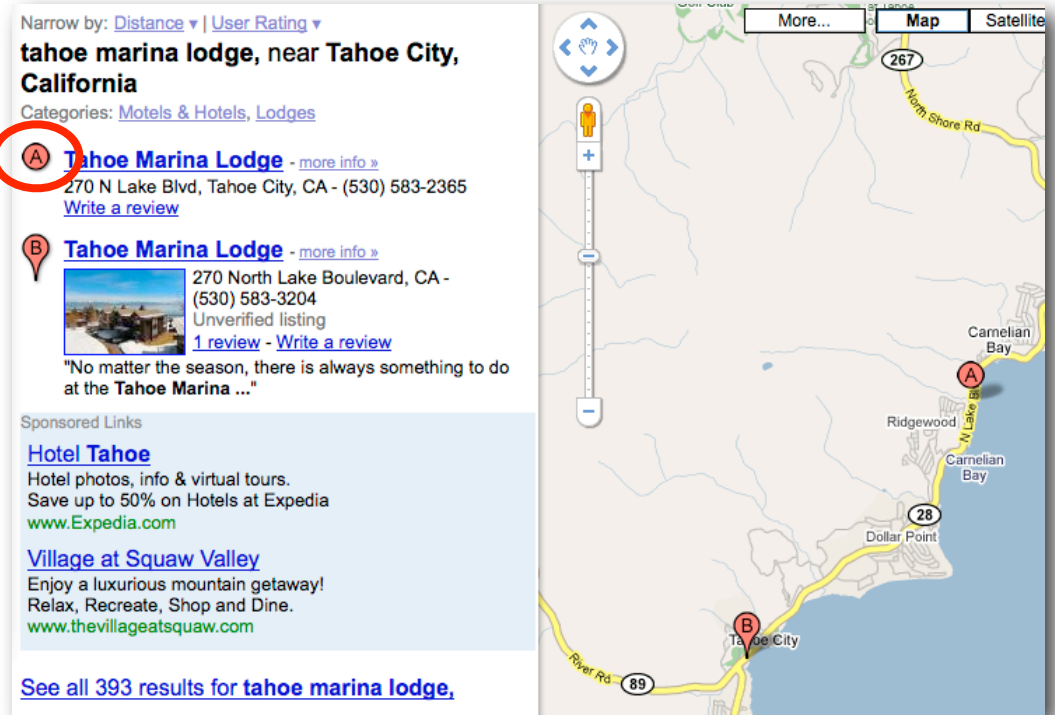 Narrow by: Distance ▾ | User Rating ▾
tahoe marina lodge, near Tahoe City,
California
Categories: Motels & Hotels, Lodges
A
Tahoe Marina Lodge - more info »
270 N Lake Blvd, Tahoe City, CA - (530) 583-2365
Write a review
B
Tahoe Marina Lodge - more info »
270 North Lake Boulevard, CA -
(530) 583-3204
Unverified listing
1 review - Write a review
"No matter the season, there is always something to do
at the Tahoe Marina ..."
Sponsored Links
Hotel Tahoe
Hotel photos, info & virtual tours.
Save up to 50% on Hotels at Expedia
www.Expedia.com
Village at Squaw Valley
Enjoy a luxurious mountain getaway!
Relax, Recreate, Shop and Dine.
www.thevillageatsquaw.com
See all 393 results for tahoe marina lodge,
Golf Club
More...
Map
Satellite
267
North Shore Rd
Carnelian
Bay
A
Ridgewood
N Lake Bl
Carnelian
Bay
28
Dollar Point
B
Tahoe City
River Rd
89